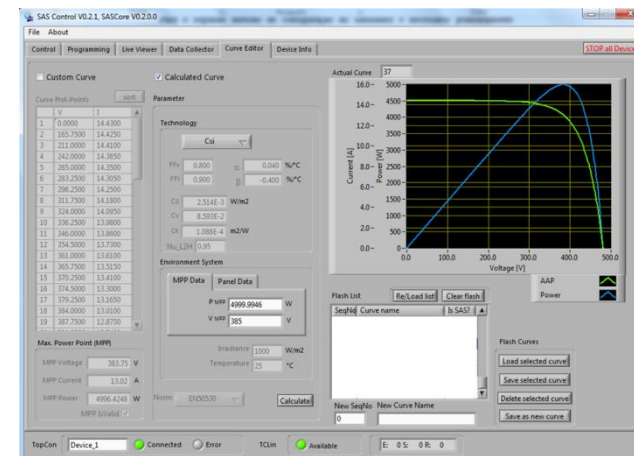 SAS Control V0.2.1, SASCore V0.2.0.0
File About
Control Programming Live Viewer Data Collector Curve Editor Device Info STOP all Device
Custom Curve
Calculated Curve
Curve Plot-Points sort
V I
1 0.0000 14.4300
2 165.7500 14.4250
3 211.0000 14.4100
4 242.0000 14.3850
5 265.0000 14.3500
6 283.2500 14.3050
7 298.2500 14.2500
8 311.7500 14.1800
9 324.0000 14.0950
10 336.2500 13.9800
11 346.0000 13.8600
12 354.5000 13.7300
13 361.0000 13.6100
14 365.7500 13.5150
15 370.2500 13.4100
16 374.5000 13.3000
17 379.2500 13.1650
18 384.0000 13.0100
19 387.7500 12.8750
Max. Power Point (MPP)
MPP Voltage 383.75 V
MPP Current 13.02 A
MPP Power 4996.4248 W
MPP IsValid
Parameter
Technology
Csi
FFu 0.800 α 0.040 %/°C
FFi 0.900 β -0.400 %/°C
CG 2.514E-3 W/m2
CV 8.593E-2
CR 1.088E-4 m2/W
Nu_L2H 0.95
Environment System
MPP Data Panel Data
P MPP 4999.9946 W
V MPP 385 V
Irradiance 1000 W/m2
Temperature 25 °C
Norm EN50530 Calculate
Actual Curve 37
Current [A]
16.0
14.0
12.0
10.0
8.0
6.0
4.0
2.0
0.0
Power [W]
5000
4500
4000
3500
3000
2500
2000
1500
1000
500
0
0.0 100.0 200.0 300.0 400.0 500.0
Voltage [V]
AAP
Power
Flash List Re/Load list Clear flash
SeqNo Curve name Is SAS?
New SeqNo New Curve Name
0
Flash Curves
Load selected curve
Save selected curve
Delete selected curve
Save as new curve
TopCon Device_1 Connected Error TCLin Available E: 0 S: 0 R: 0